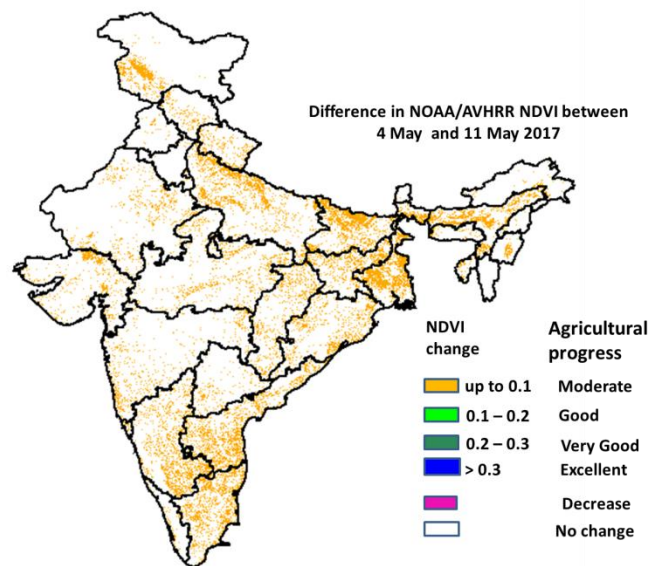 Difference in NOAA/AVHRR NDVI between
4 May and 11 May 2017
NDVI change
Agricultural progress
up to 0.1 Moderate
0.1 – 0.2 Good
0.2 – 0.3 Very Good
> 0.3 Excellent
Decrease
No change